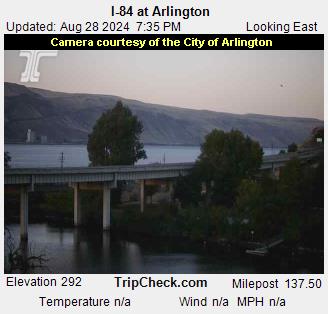 I-84 at Arlington
Updated: Aug 28 2024 7:35 PM Looking East
Camera courtesy of the City of Arlington
Elevation 292 TripCheck.com Milepost 137.50
Temperature n/a Wind n/a MPH n/a